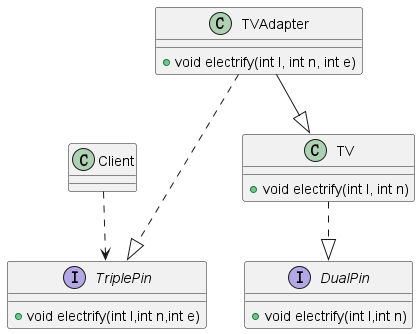 C TVAdapter
void electrify(int l, int n, int e)
C Client
C TV
void electrify(int l, int n)
I TriplePin
void electrify(int l,int n,int e)
I DualPin
void electrify(int l,int n)